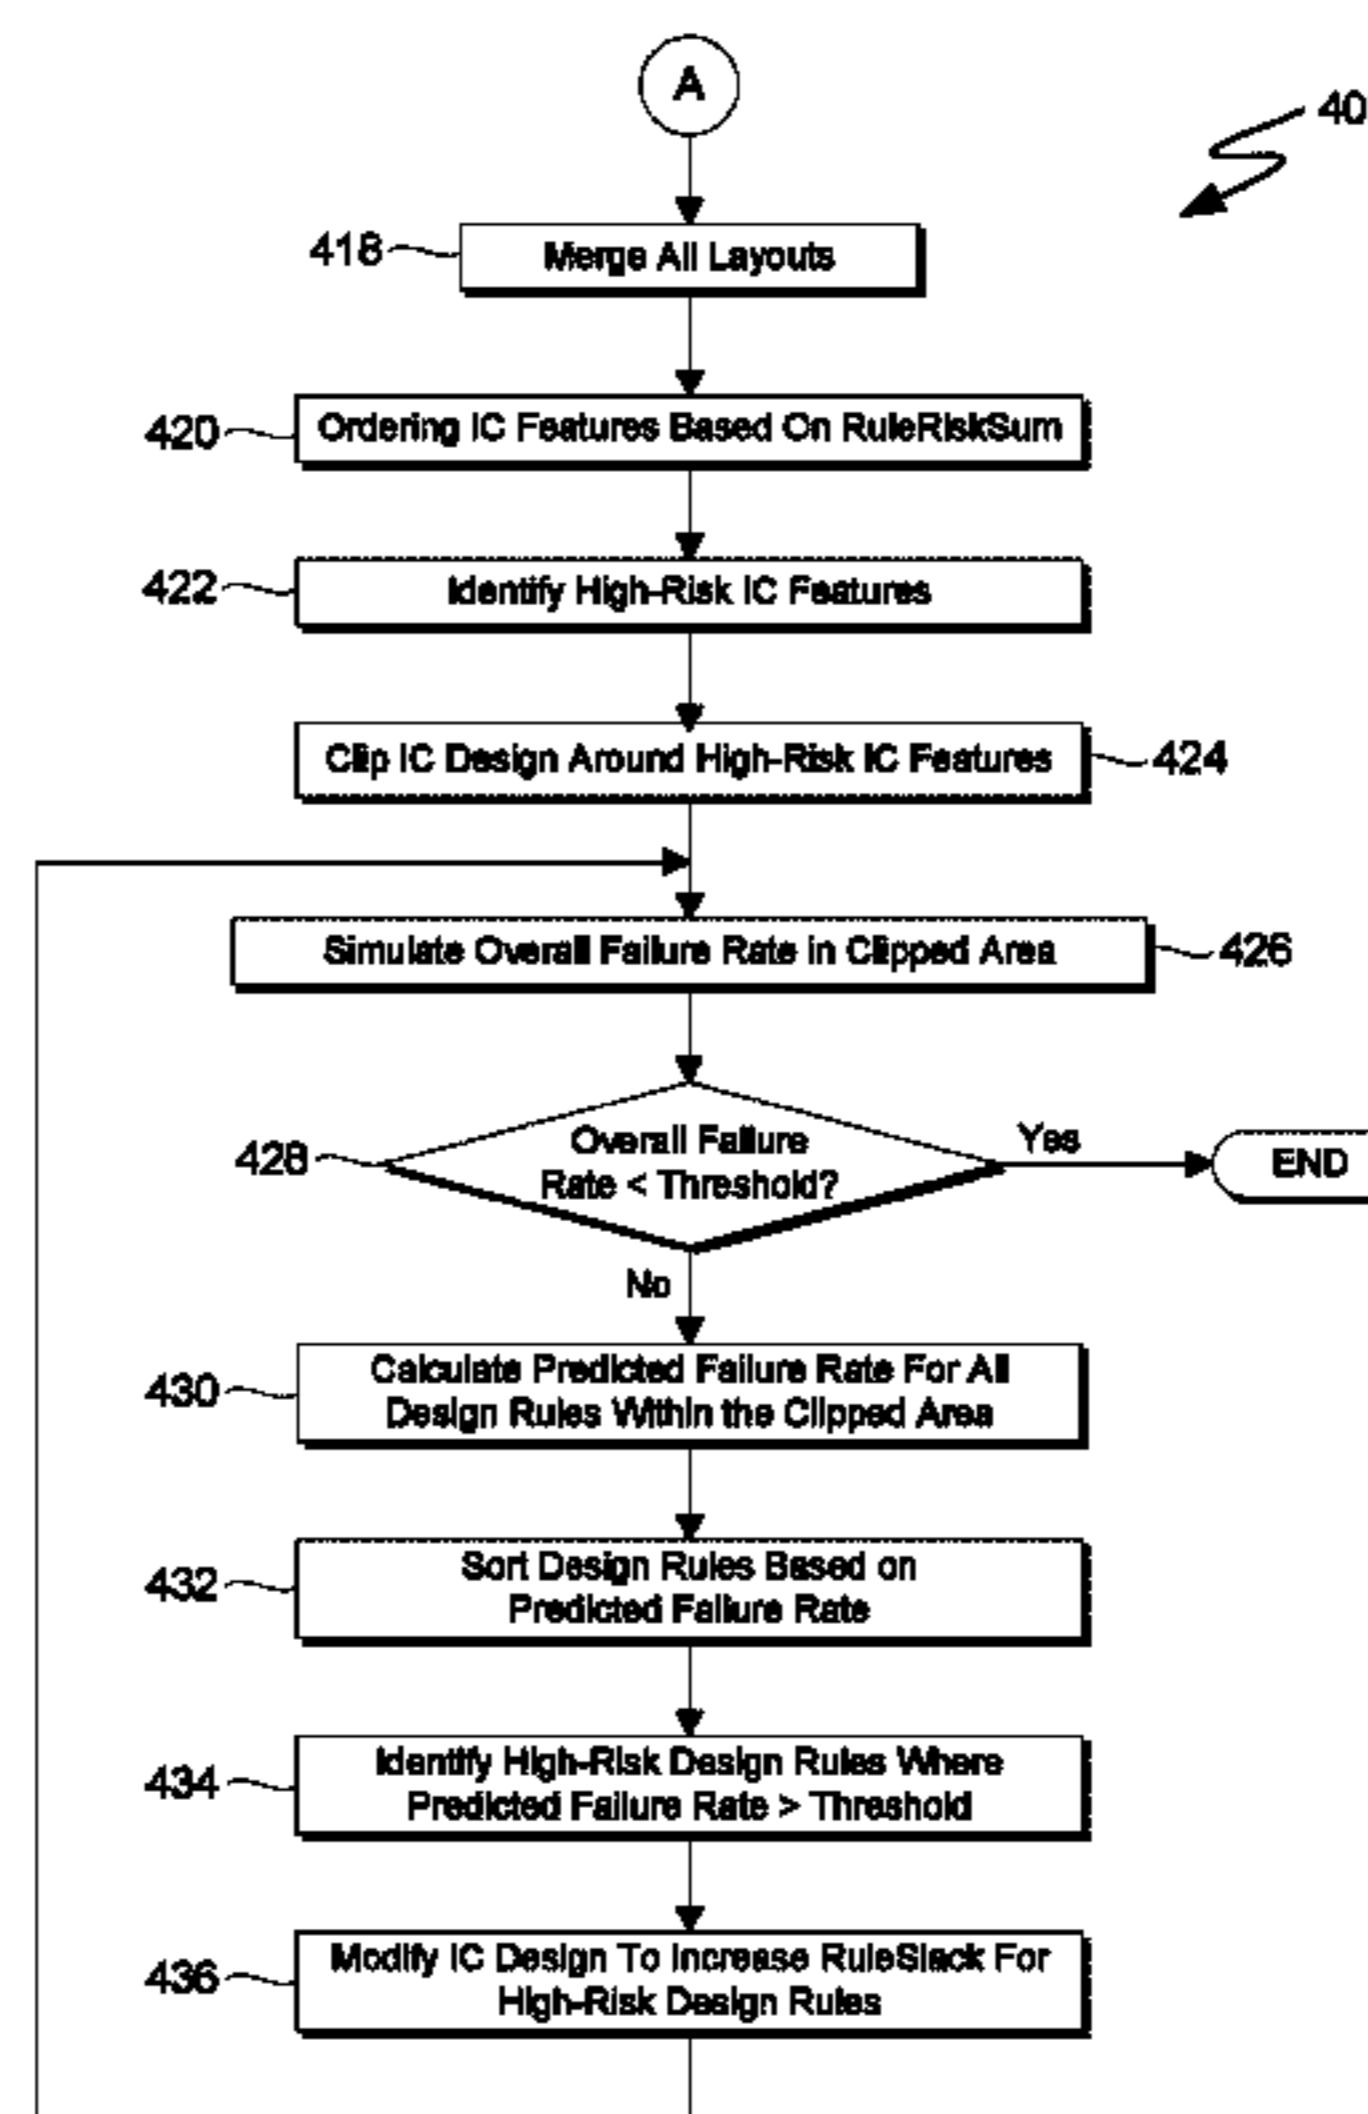 A
40
418
Merge All Layouts
420
Ordering IC Features Based On RuleRiskSum
422
Identify High-Risk IC Features
Clip IC Design Around High-Risk IC Features
424
Simulate Overall Failure Rate in Clipped Area
426
428
Overall Failure
Rate < Threshold?
Yes
END
No
430
Calculate Predicted Failure Rate For All
Design Rules Within the Clipped Area
432
Sort Design Rules Based on
Predicted Failure Rate
434
Identify High-Risk Design Rules Where
Predicted Failure Rate > Threshold
436
Modify IC Design To Increase RuleSlack For
High-Risk Design Rules